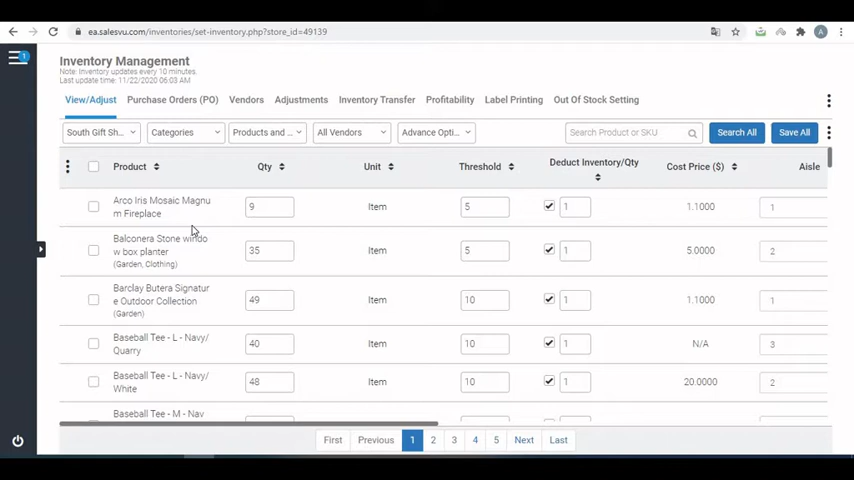 ea.salesvu.com/inventories/set-inventory.php?store_id=49139
A
1
Inventory Management
Note: Inventory updates every 10 minutes.
Last update time: 11/22/2020 06:03 AM
View/Adjust Purchase Orders (PO) Vendors Adjustments Inventory Transfer Profitability Label Printing Out Of Stock Setting
South Gift Sh... Categories Products and ... All Vendors Advance Opti... Search Product or SKU Search All Save All
Product Qty Unit Threshold Deduct Inventory/Qty Cost Price ($) Aisle
Arco Iris Mosaic Magnu
m Fireplace
9 Item 5 1 1.1000 1
Balconera Stone windo
w box planter
(Garden, Clothing)
35 Item 5 1 5.0000 2
Barclay Butera Signatur
e Outdoor Collection
(Garden)
49 Item 10 1 1.1000 1
Baseball Tee - L - Navy/
Quarry
40 Item 10 1 N/A 3
Baseball Tee - L - Navy/
White
48 Item 10 1 20.0000 2
Baseball Tee - M - Nav
First Previous 1 2 3 4 5 Next Last